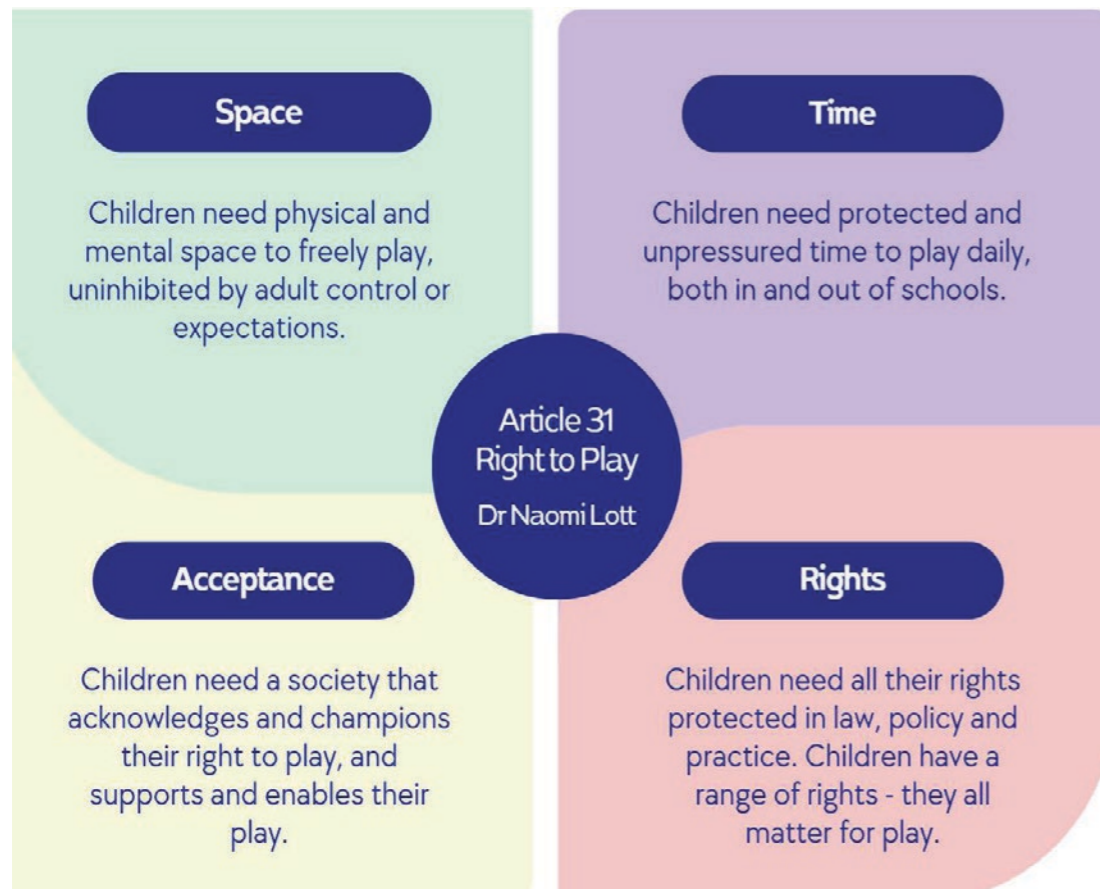 Space
Children need physical and
mental space to freely play,
uninhibited by adult control or
expectations.
Time
Children need protected and
unpressured time to play daily,
both in and out of schools.
Article 31
Right to Play
Dr Naomi Lott
Acceptance
Children need a society that
acknowledges and champions
their right to play, and
supports and enables their
play.
Rights
Children need all their rights
protected in law, policy and
practice. Children have a
range of rights - they all
matter for play.